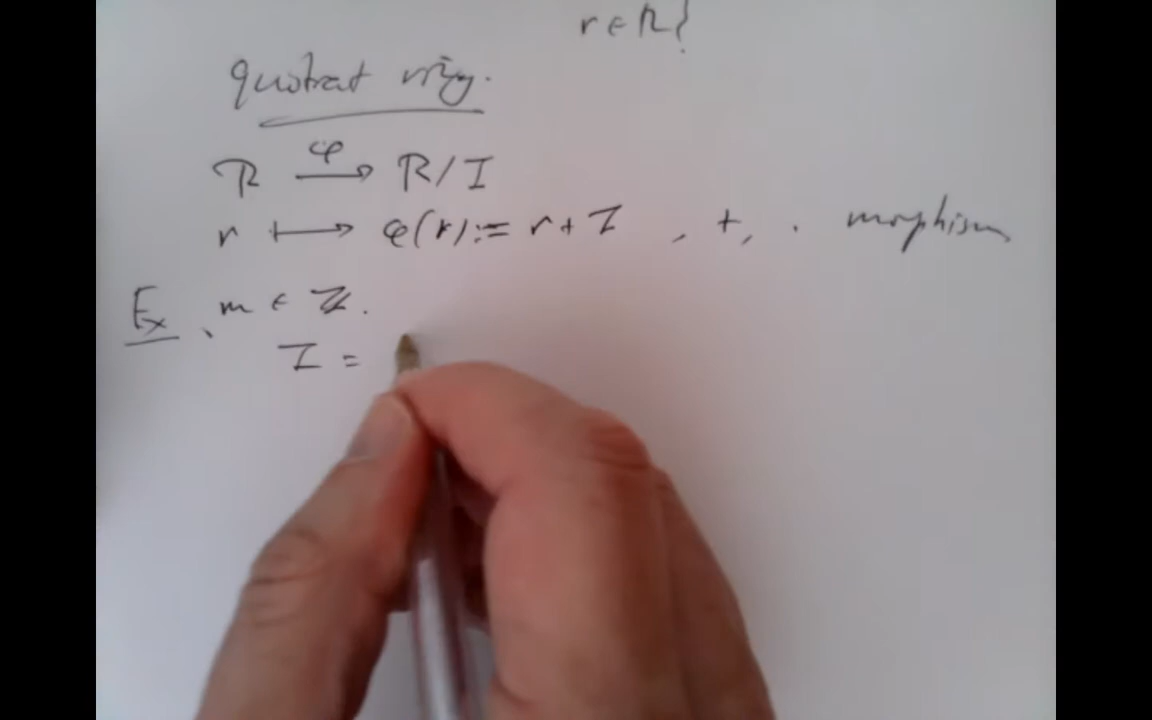 r ∈ R}
quotient ring.
R →^φ R/I
r ⟼ φ(r) := r + I , +, · morphism
Ex. m ∈ ℤ.
I =